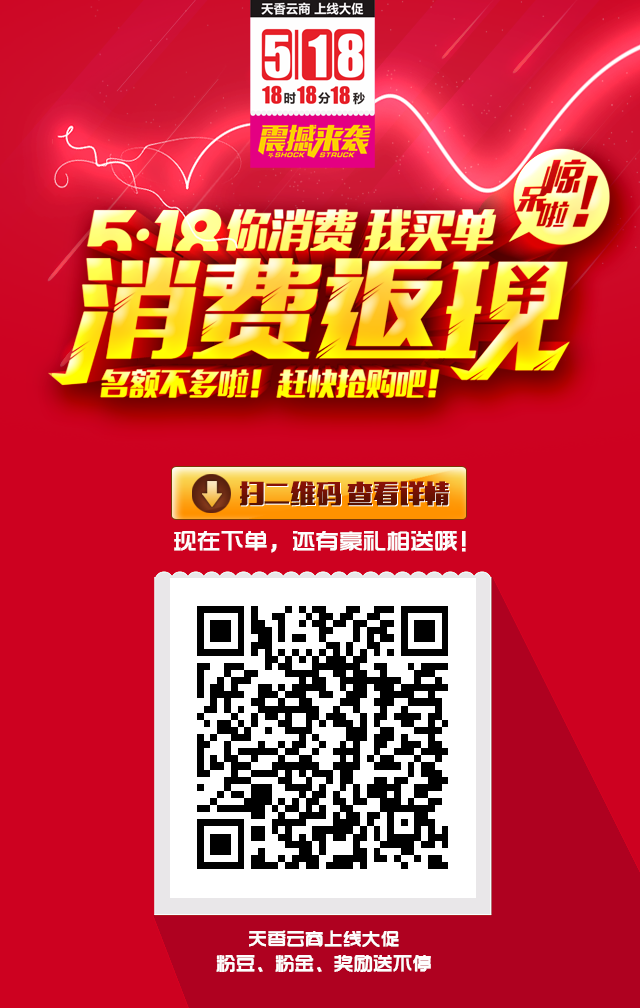 天香云商 上线大促
5|18
18时18分18秒
震撼来袭
SHOCK STRUCK
惊
呆啦!
5·18你消费 我买单
消费返现
名额不多啦! 赶快抢购吧!
扫二维码 查看详情
现在下单，还有豪礼相送哦!
天香云商上线大促
粉豆、粉金、奖励送不停